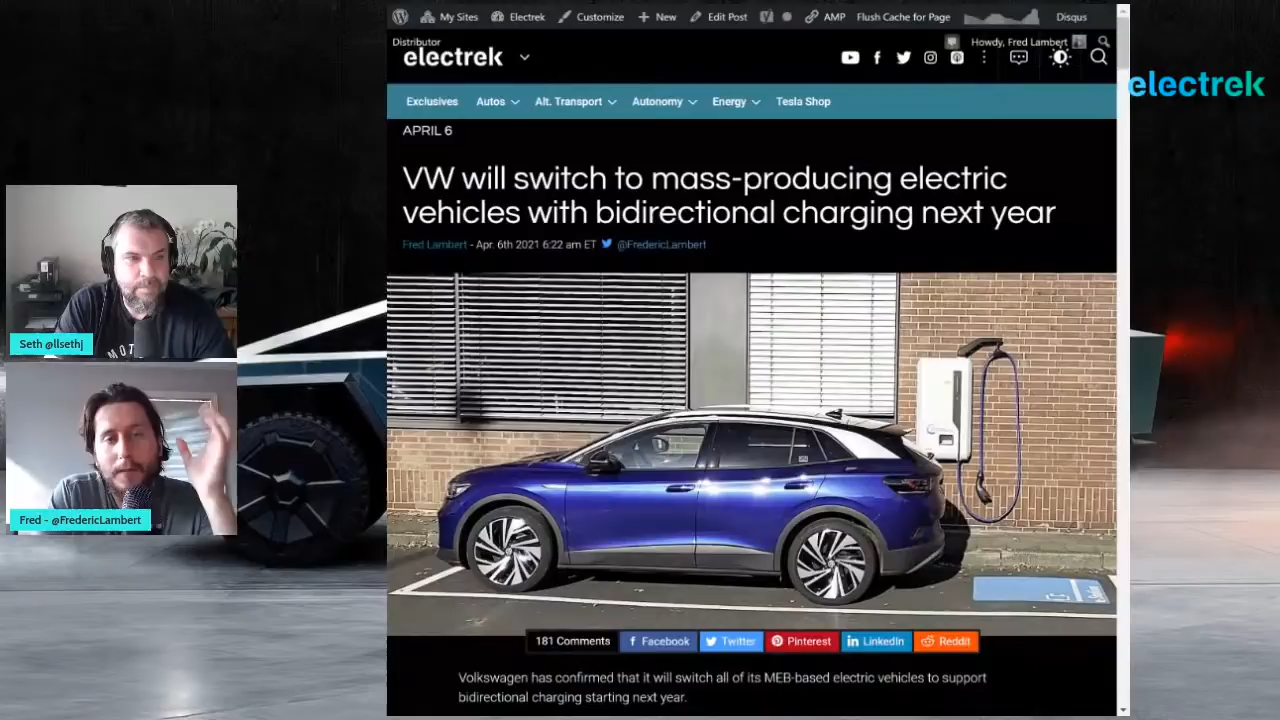 My Sites
Electrek
Customize
New
Edit Post
AMP
Flush Cache for Page
Disqus
Distributor
electrek
Howdy, Fred Lambert
Exclusives
Autos
Alt. Transport
Autonomy
Energy
Tesla Shop
electrek
APRIL 6
VW will switch to mass-producing electric
vehicles with bidirectional charging next year
Fred Lambert - Apr. 6th 2021 6:22 am ET @FredericLambert
Seth @llsethj
Fred - @FredericLambert
181 Comments
Facebook
Twitter
Pinterest
LinkedIn
Reddit
Volkswagen has confirmed that it will switch all of its MEB-based electric vehicles to support
bidirectional charging starting next year.